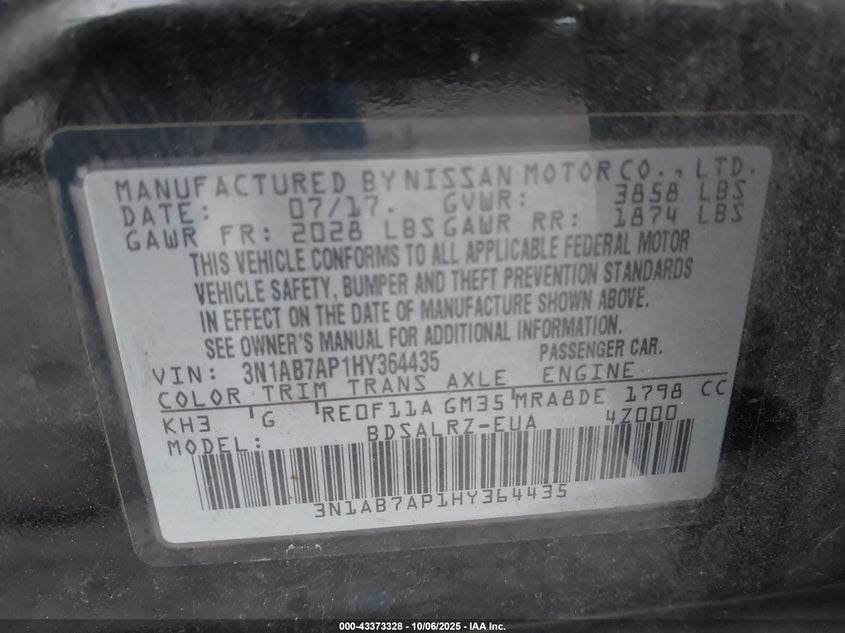 MANUFACTURED BY NISSAN MOTOR CO., LTD.
DATE: 07/17. GVWR: 3858 LBS
GAWR FR: 2028 LBS GAWR RR: 1874 LBS
THIS VEHICLE CONFORMS TO ALL APPLICABLE FEDERAL MOTOR
VEHICLE SAFETY, BUMPER AND THEFT PREVENTION STANDARDS
IN EFFECT ON THE DATE OF MANUFACTURE SHOWN ABOVE.
SEE OWNER'S MANUAL FOR ADDITIONAL INFORMATION.
VIN: 3N1AB7AP1HY364435 PASSENGER CAR.
COLOR TRIM TRANS AXLE ENGINE
KH3 G RE0F11A GM35 MRA8DE 1798 CC
MODEL: BDSALRZ-EUA 4Z000
3N1AB7AP1HY364435
000-43373328 - 10/06/2025 - IAA Inc.